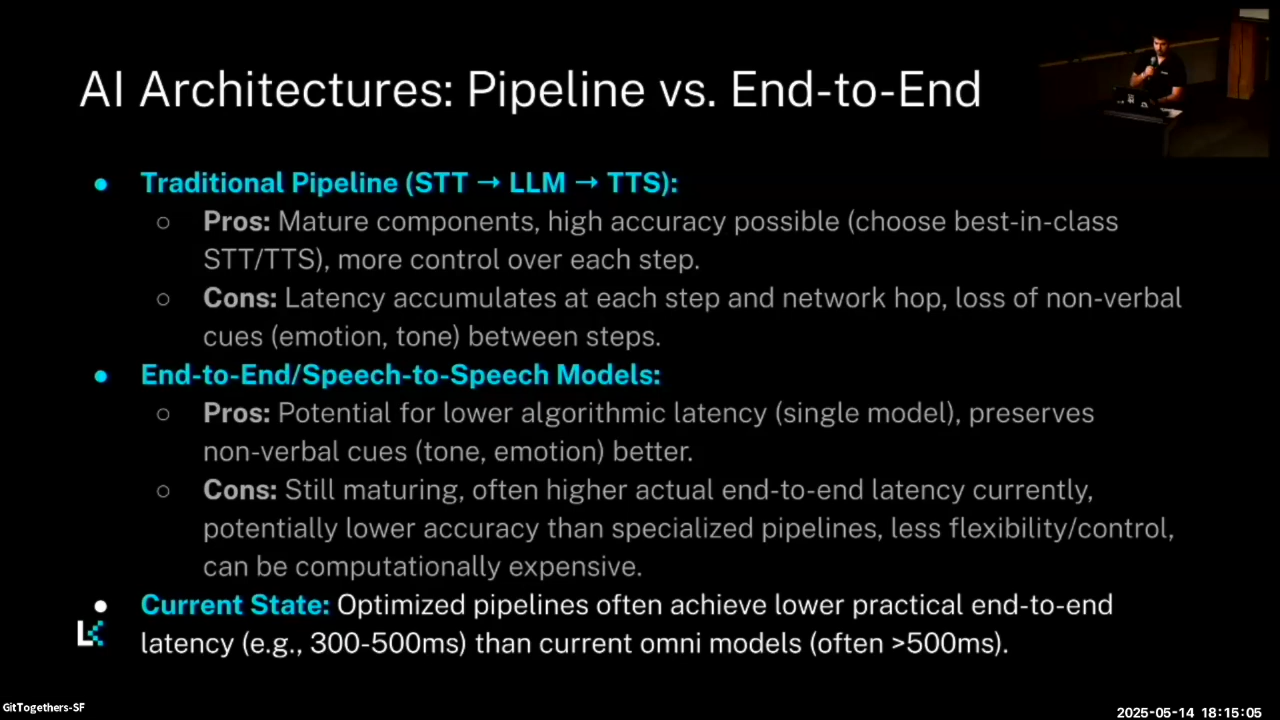 AI Architectures: Pipeline vs. End-to-End
● Traditional Pipeline (STT → LLM → TTS):
○ Pros: Mature components, high accuracy possible (choose best-in-class
STT/TTS), more control over each step.
○ Cons: Latency accumulates at each step and network hop, loss of non-verbal
cues (emotion, tone) between steps.
● End-to-End/Speech-to-Speech Models:
○ Pros: Potential for lower algorithmic latency (single model), preserves
non-verbal cues (tone, emotion) better.
○ Cons: Still maturing, often higher actual end-to-end latency currently,
potentially lower accuracy than specialized pipelines, less flexibility/control,
can be computationally expensive.
● Current State: Optimized pipelines often achieve lower practical end-to-end
latency (e.g., 300-500ms) than current omni models (often >500ms).
GitTogethers-SF
2025-05-14 18:15:05